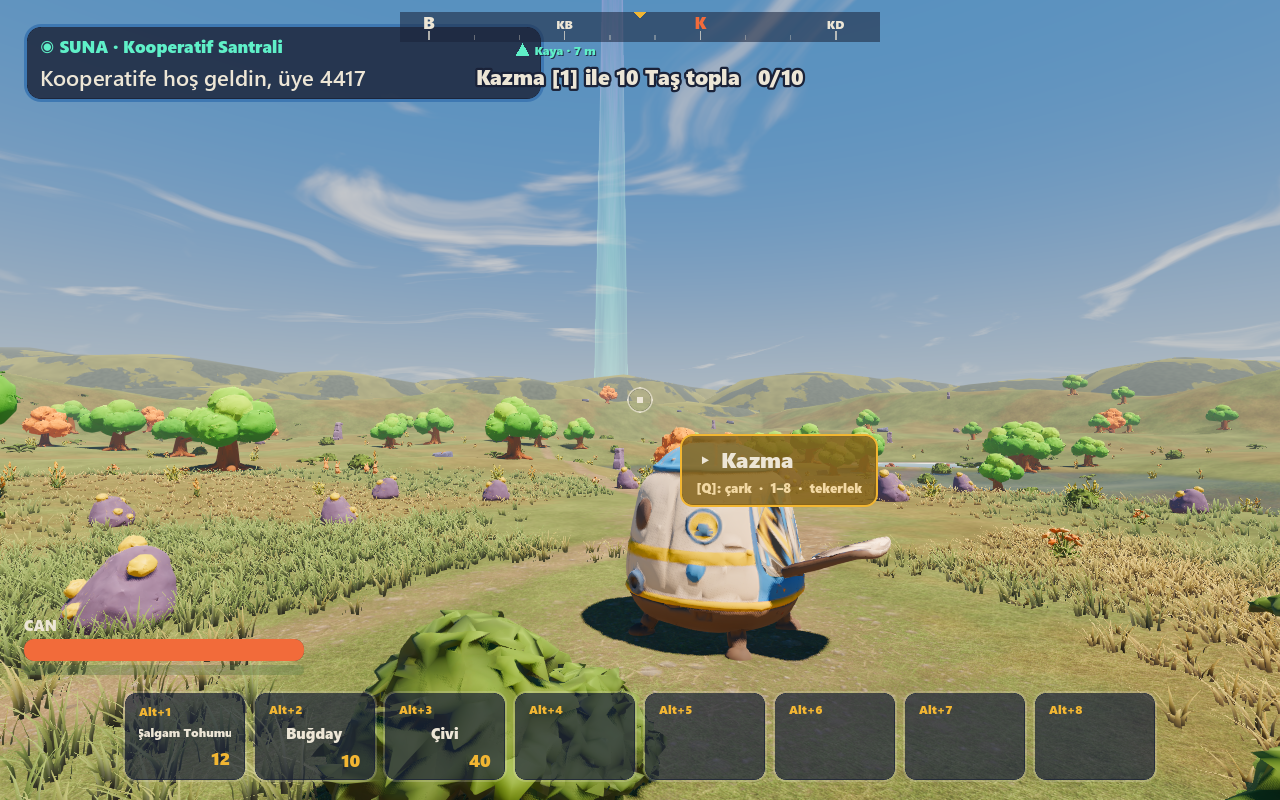 B KB K KD
◉ SUNA · Kooperatif Santrali
Kooperatife hoş geldin, üye 4417
Kaya · 7 m
Kazma [1] ile 10 Taş topla 0/10
Kazma
[Q]: çark · 1–8 · tekerlek
CAN
Alt+1 Alt+2 Alt+3 Alt+4 Alt+5 Alt+6 Alt+7 Alt+8
Şalgam Tohumu Buğday Çivi
12 10 40